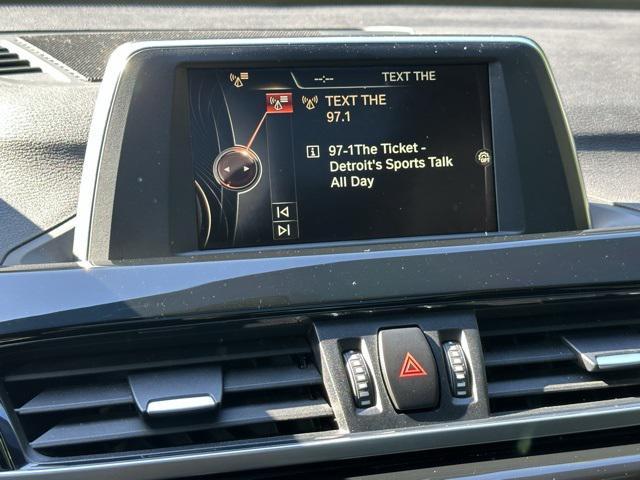 --:-- TEXT THE
TEXT THE
97.1
97-1The Ticket -
Detroit's Sports Talk
All Day